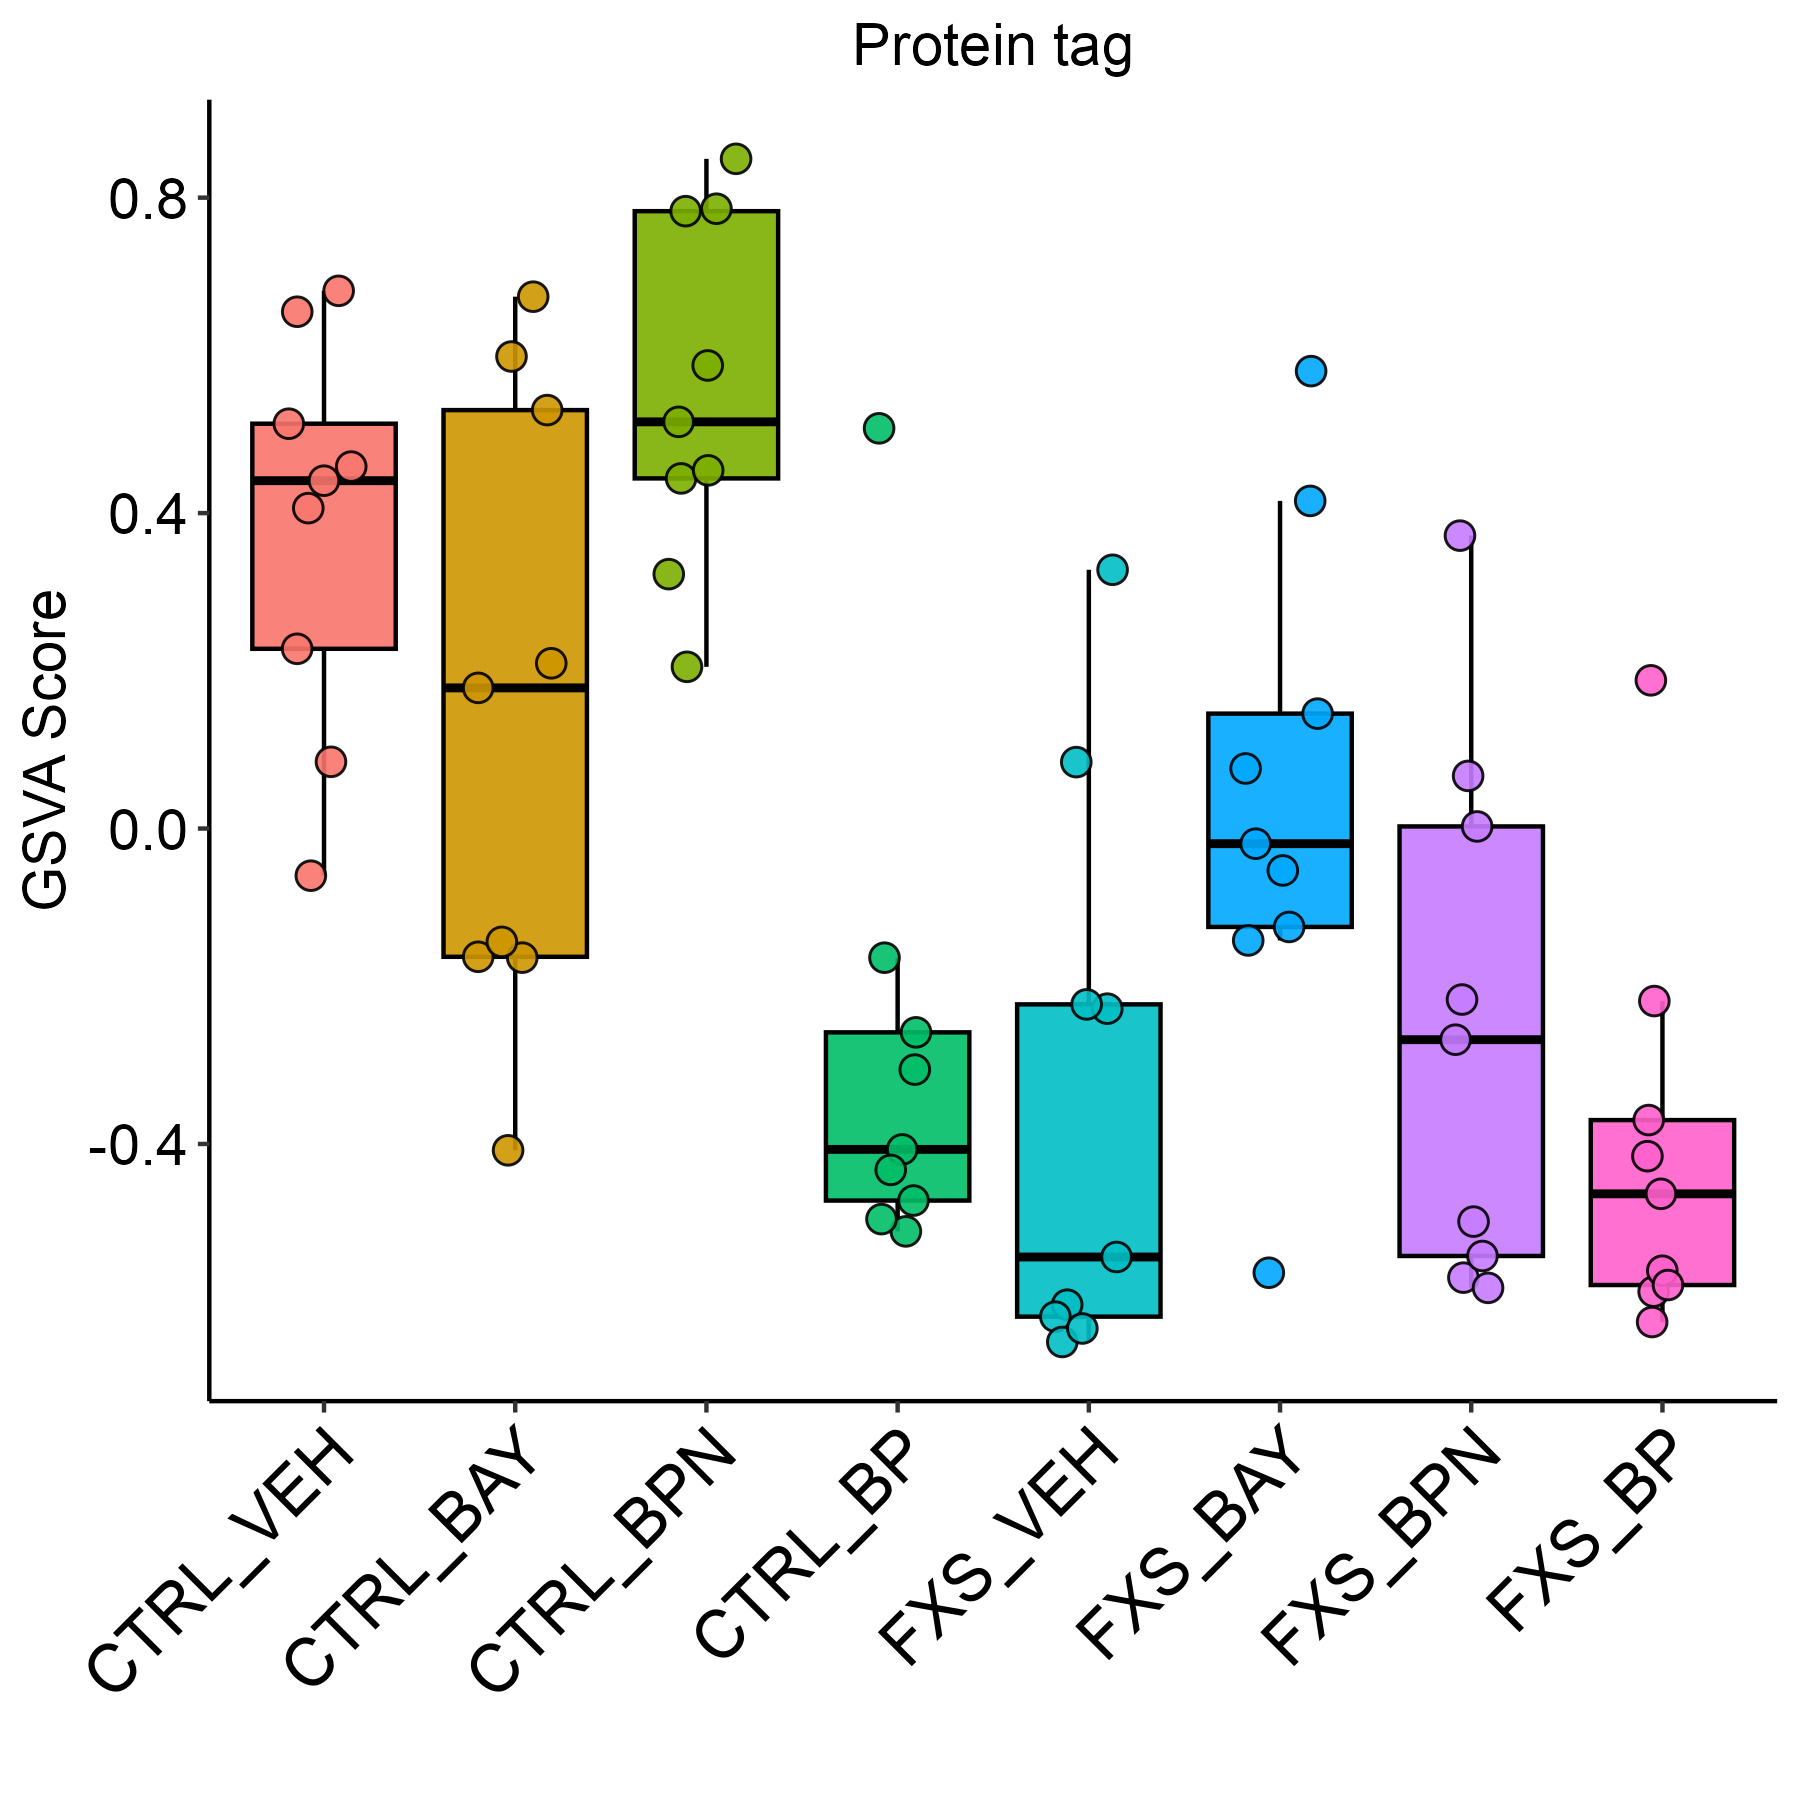 Protein tag
GSVA Score
0.8
0.4
0.0
-0.4
CTRL_VEH
CTRL_BAY
CTRL_BPN
CTRL_BP
FXS_VEH
FXS_BAY
FXS_BPN
FXS_BP